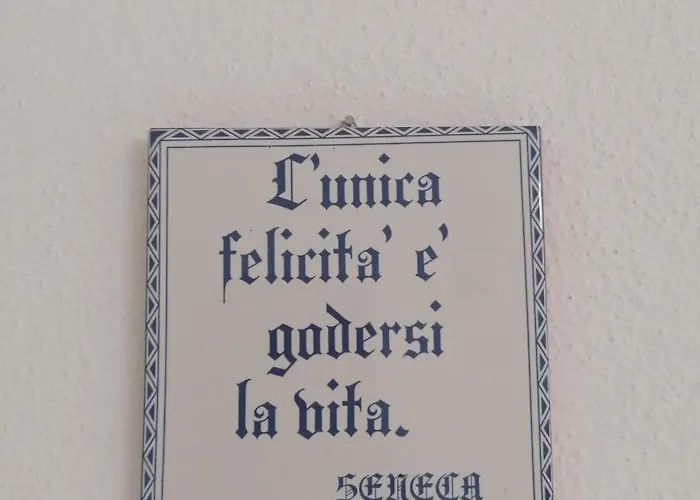 L'unica
felicita' e'
godersi
la vita.
SENECA